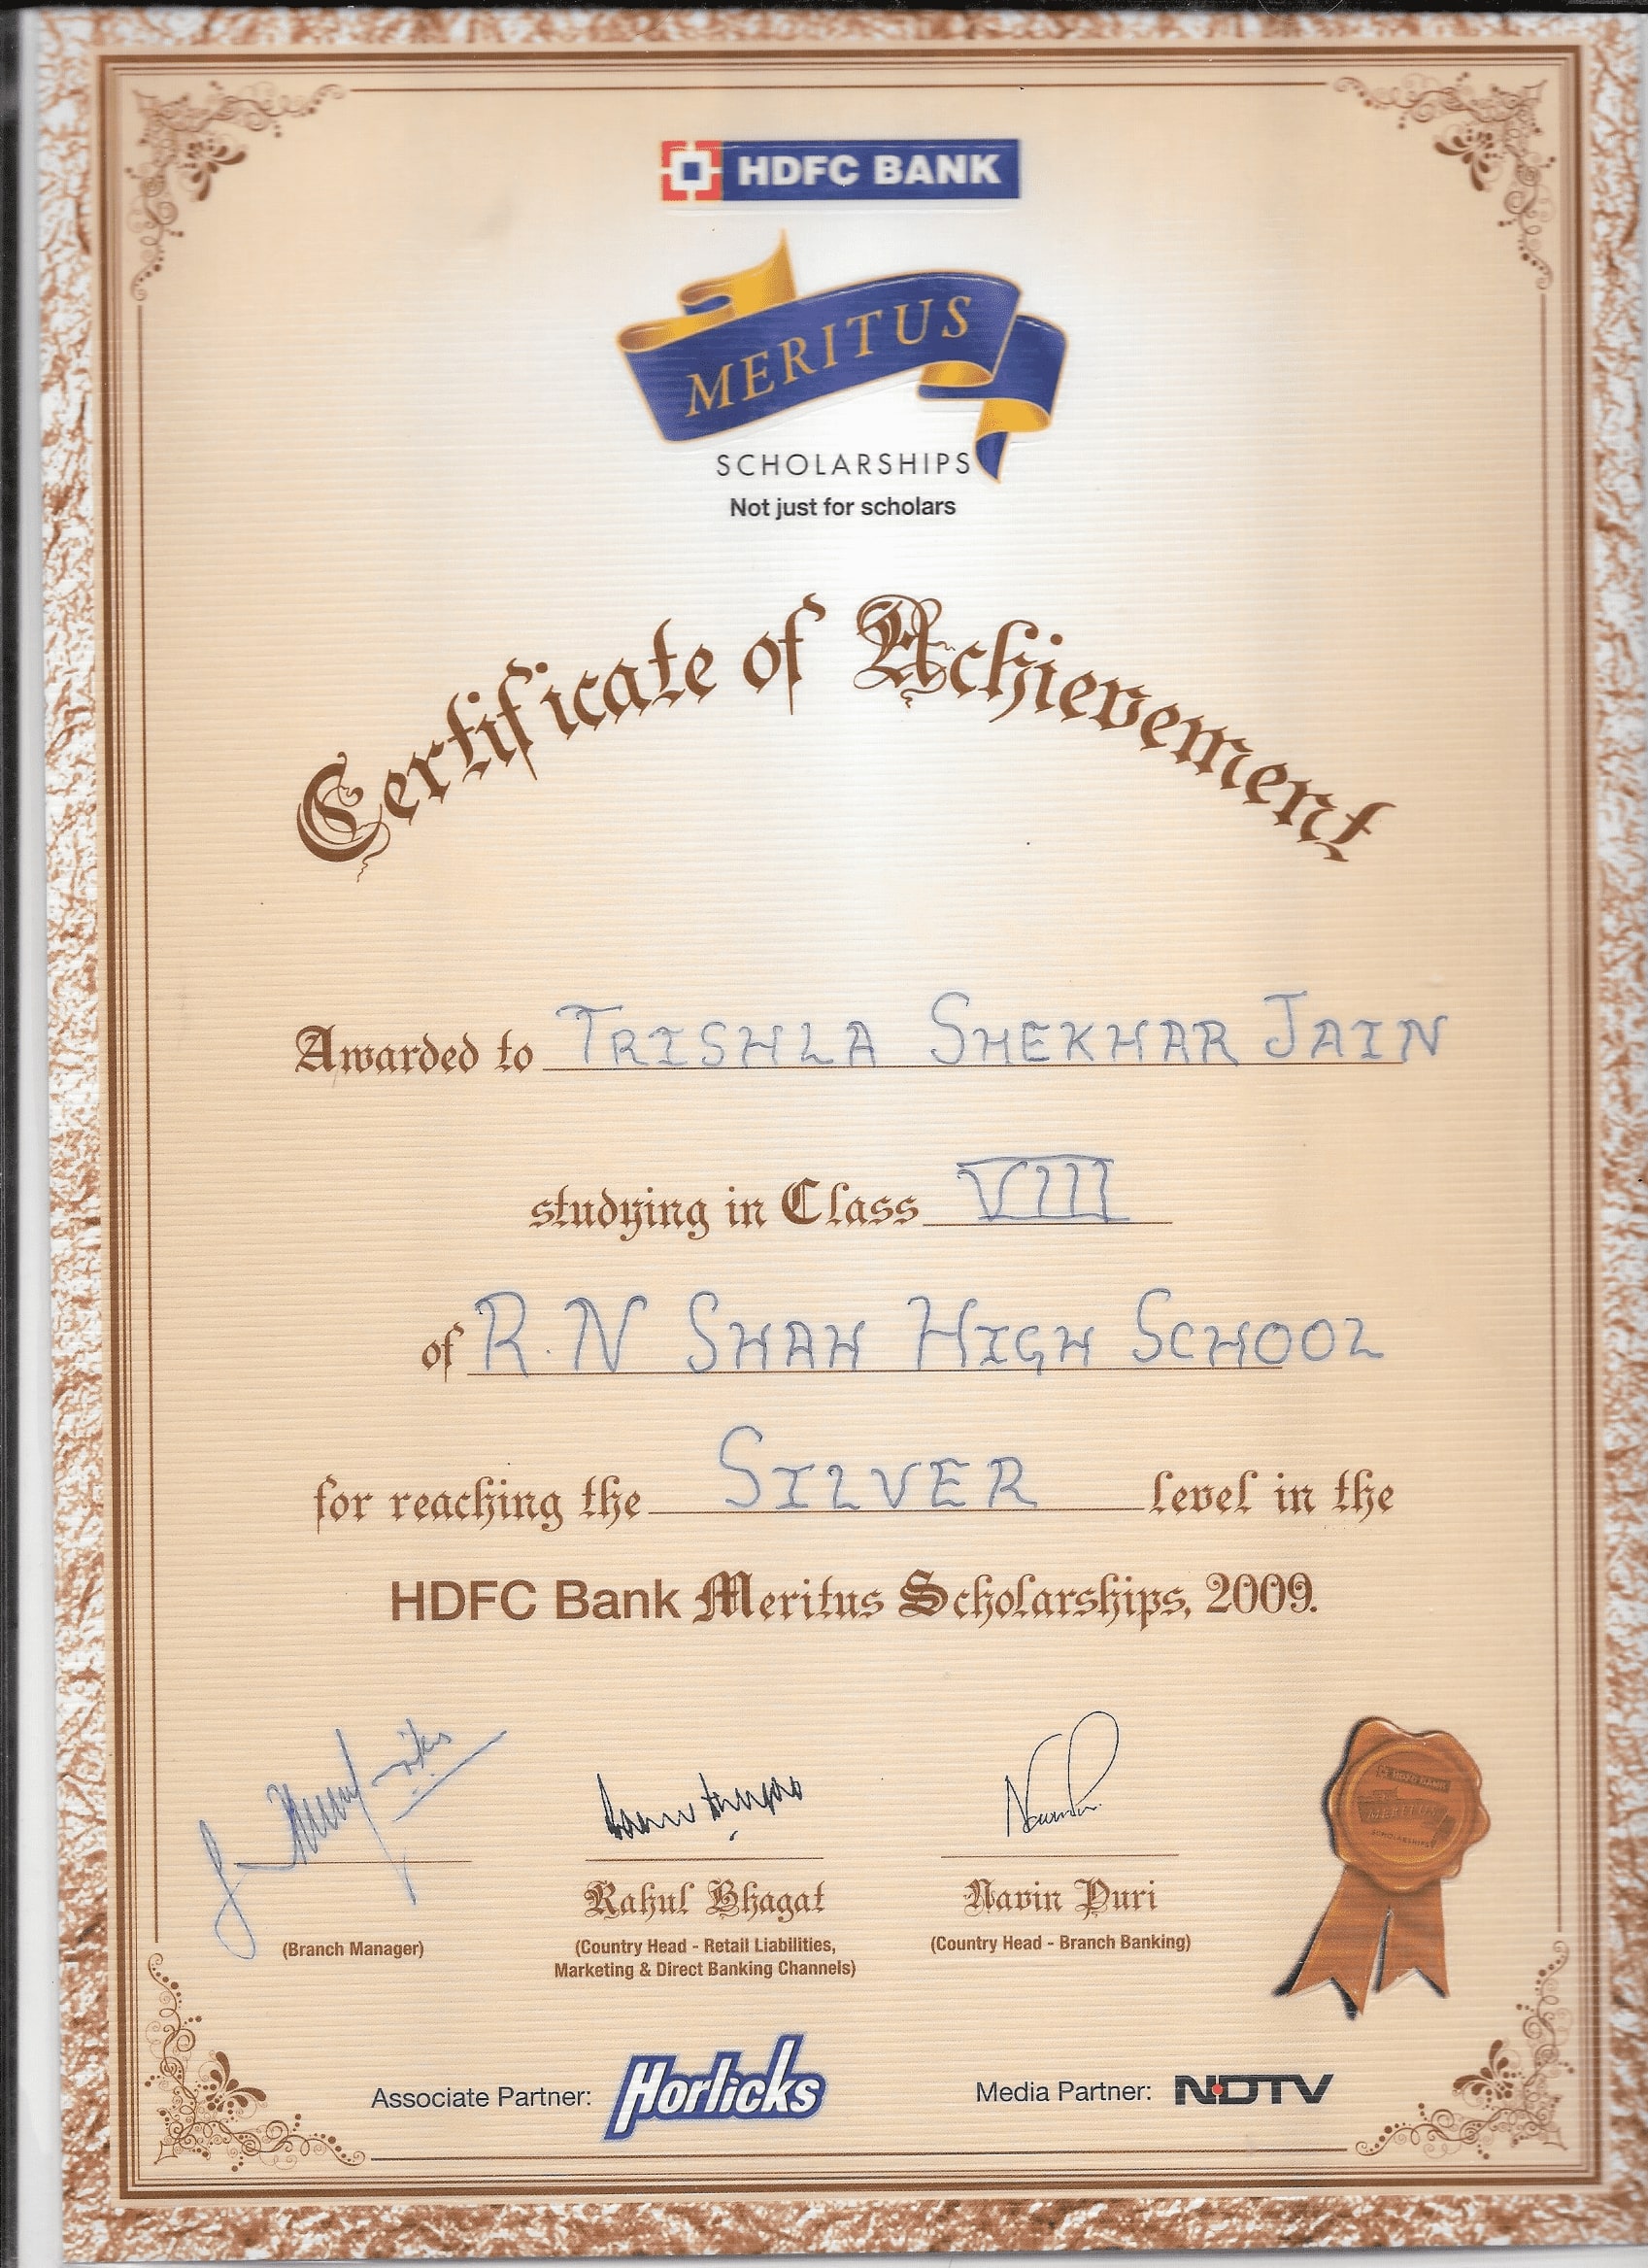 HDFC BANK
MERITUS
SCHOLARSHIPS
Not just for scholars
Certificate of Achievement
Awarded to TRISHLA SHEKHAR JAIN
studying in Class VIII
of R.N SHAH HIGH SCHOOL
for reaching the SILVER level in the
HDFC Bank Meritus Scholarships, 2009.
Rahul Bhagat
Navin Puri
(Branch Manager)
(Country Head - Retail Liabilities,
Marketing & Direct Banking Channels)
(Country Head - Branch Banking)
HDFC BANK
MERITUS
SCHOLARSHIPS
Associate Partner: Horlicks
Media Partner: NDTV